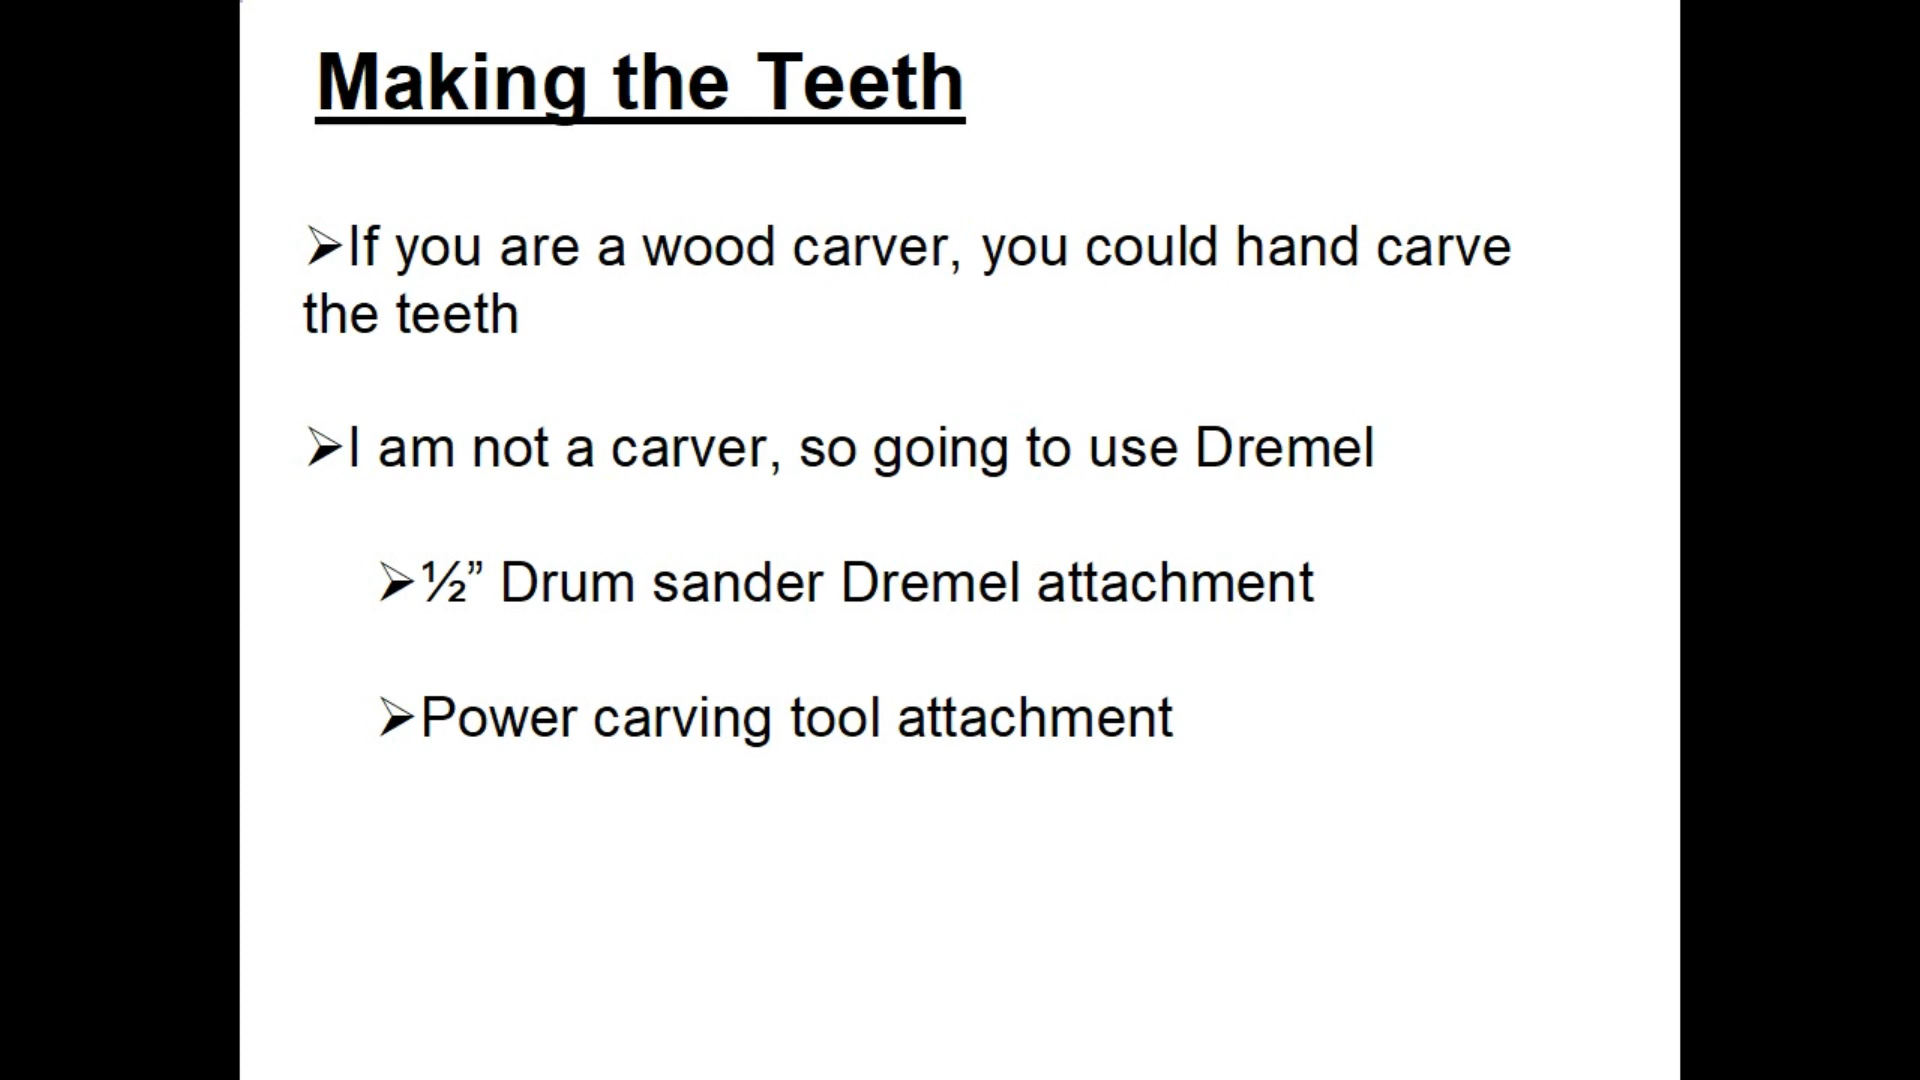 Making the Teeth
➢If you are a wood carver, you could hand carve
the teeth
➢I am not a carver, so going to use Dremel
➢½” Drum sander Dremel attachment
➢Power carving tool attachment